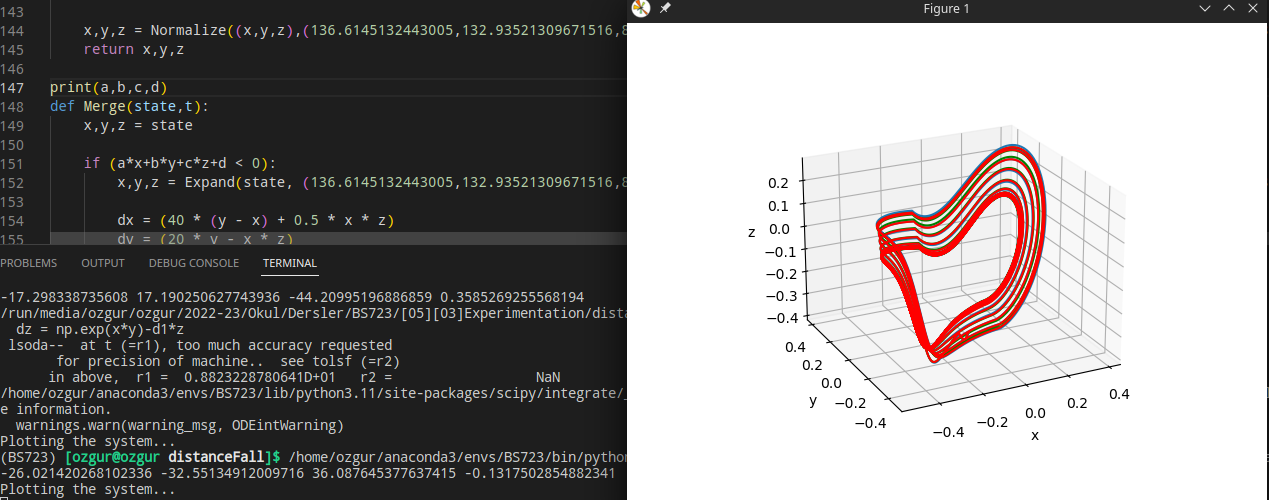 143
144 x,y,z = Normalize((x,y,z),(136.6145132443005,132.93521309671516,8
145 return x,y,z
146
147 print(a,b,c,d)
148 def Merge(state,t):
149 x,y,z = state
150
151 if (a*x+b*y+c*z+d < 0):
152 x,y,z = Expand(state, (136.6145132443005,132.93521309671516,8
153
154 dx = (40 * (y - x) + 0.5 * x * z)
155 dy = (20 * y - x * z)
PROBLEMS OUTPUT DEBUG CONSOLE TERMINAL
-17.298338735608 17.190250627743936 -44.20995196886859 0.3585269255568194
/run/media/ozgur/ozgur/2022-23/Okul/Dersler/BS723/[05][03]Experimentation/dista
dz = np.exp(x*y)-d1*z
lsoda-- at t (=r1), too much accuracy requested
for precision of machine.. see tolsf (=r2)
in above, r1 = 0.8823228780641D+01 r2 = NaN
/home/ozgur/anaconda3/envs/BS723/lib/python3.11/site-packages/scipy/integrate/_
e information.
warnings.warn(warning_msg, ODEintWarning)
Plotting the system...
(BS723) [ozgur@ozgur distanceFall]$ /home/ozgur/anaconda3/envs/BS723/bin/python
-26.021420268102336 -32.55134912009716 36.087645377637415 -0.1317502854882341
Plotting the system...
Figure 1
0.2
0.1
0.0
−0.1
−0.2
−0.3
−0.4
z
0.4
0.2
0.0
−0.2
−0.4
y
−0.4
−0.2
0.0
0.2
0.4
x